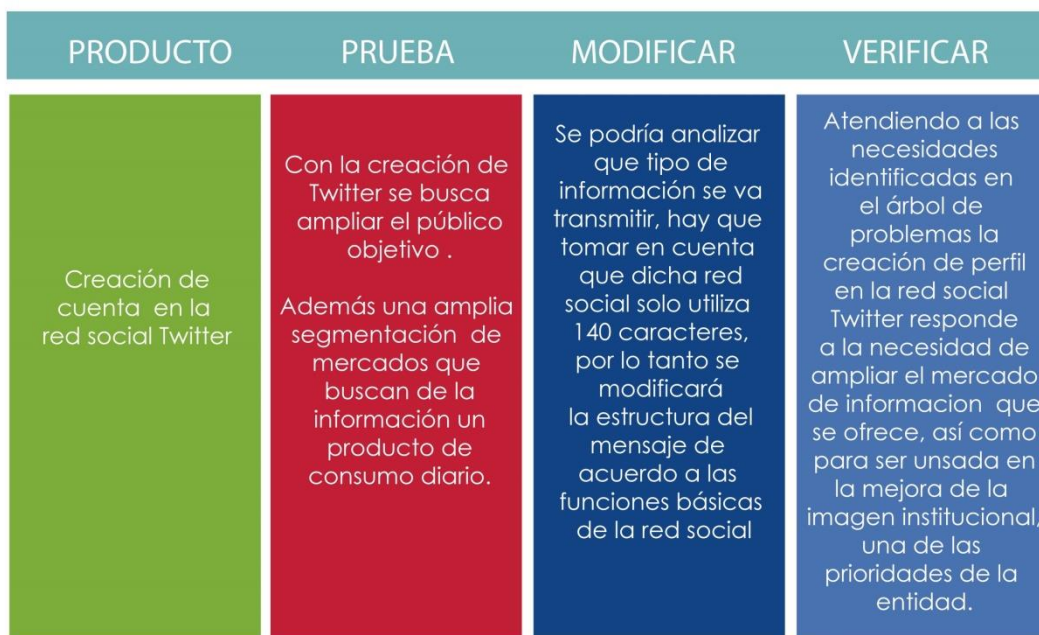 PRODUCTO
PRUEBA
MODIFICAR
VERIFICAR
Creación de
cuenta en la
red social Twitter
Con la creación de
Twitter se busca
ampliar el público
objetivo .
Además una amplia
segmentación de
mercados que
buscan de la
información un
producto de
consumo diario.
Se podría analizar
que tipo de
información se va
transmitir, hay que
tomar en cuenta
que dicha red
social solo utiliza
140 caracteres,
por lo tanto se
modificará
la estructura del
mensaje de
acuerdo a las
funciones básicas
de la red social
Atendiendo a las
necesidades
identificadas en
el árbol de
problemas la
creación de perfil
en la red social
Twitter responde
a la necesidad de
ampliar el mercado
de informacion que
se ofrece, así como
para ser unsada en
la mejora de la
imagen institucional,
una de las
prioridades de la
entidad.